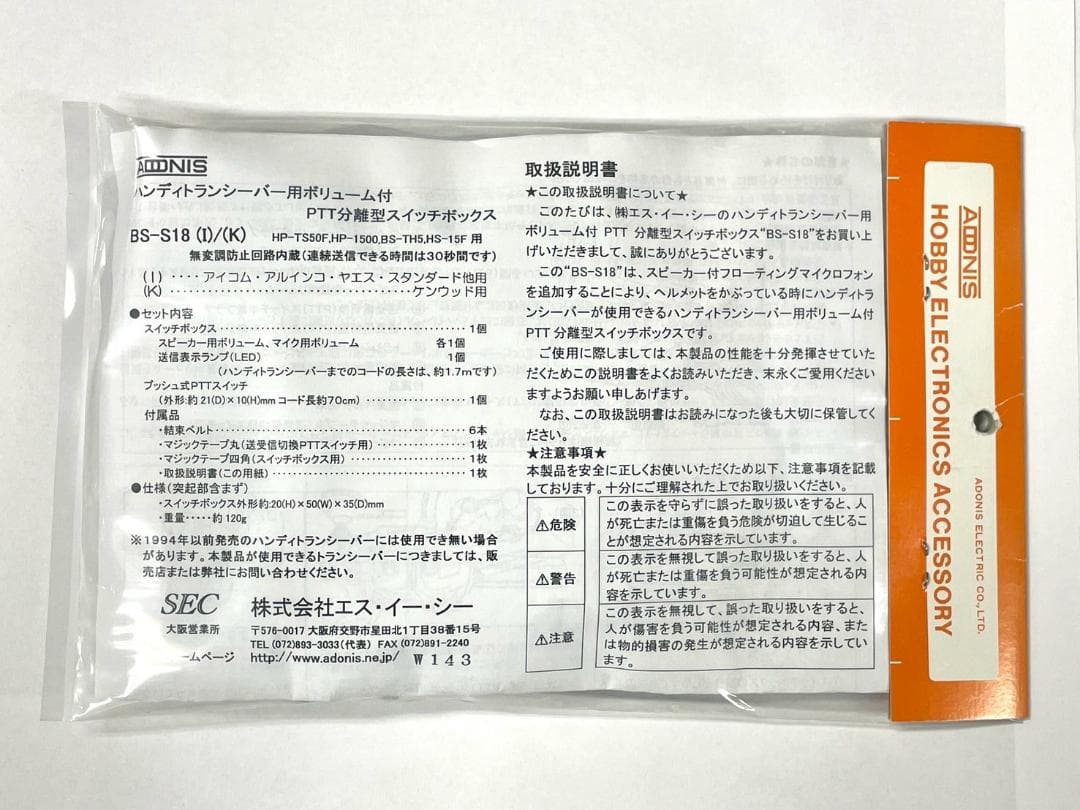 ADONIS
ハンディトランシーバー用ボリューム付
PTT分離型スイッチボックス
BS-S18 (I)/(K) HP-TS50F,HP-1500,BS-TH5,HS-15F 用
無変調防止回路内蔵(連続送信できる時間は30秒間です)
(I)‥‥アイコム・アルインコ・ヤエス・スタンダード他用
(K)‥‥‥‥‥‥‥‥‥‥‥‥‥‥‥‥ケンウッド用
●セット内容
スイッチボックス‥‥‥‥‥‥‥‥‥‥‥‥‥‥‥‥1個
スピーカー用ボリューム、マイク用ボリューム 各1個
送信表示ランプ(LED) 1個
(ハンディトランシーバーまでのコードの長さは、約1.7mです)
プッシュ式PTTスイッチ
(外形:約 21(D)×10(H)mm コード長約70cm)‥‥‥‥‥‥1個
付属品
・結束ベルト‥‥‥‥‥‥‥‥‥‥‥‥‥‥‥‥6本
・マジックテープ丸(送受信切換PTTスイッチ用)‥‥‥‥‥1枚
・マジックテープ四角(スイッチボックス用)‥‥‥‥‥‥‥1枚
・取扱説明書(この用紙)‥‥‥‥‥‥‥‥‥‥‥‥1枚
●仕様(突起部含まず)
・スイッチボックス外形約:20(H)×50(W)×35(D)mm
・重量‥‥約 120g
※1994年以前発売のハンディトランシーバーには使用でき無い場合
があります。本製品が使用できるトランシーバーにつきましては、販
売店または弊社にお問い合わせください。
SEC 株式会社エス・イー・シー
大阪営業所 〒576-0017 大阪府交野市星田北1丁目38番15号
TEL (072)893-3033(代表) FAX (072)891-2240
ームページ http://www.adonis.ne.jp/ W143
取扱説明書
★この取扱説明書について★
このたびは、㈱エス・イー・シーのハンディトランシーバー用
ボリューム付 PTT 分離型スイッチボックス“BS-S18”をお買い上
げいただきまして、誠にありがとうございます。
この“BS-S18”は、スピーカー付フローティングマイクロフォン
を追加することにより、ヘルメットをかぶっている時にハンディトラ
ンシーバーが使用できるハンディトランシーバー用ボリューム付
PTT 分離型スイッチボックスです。
ご使用に際しましては、本製品の性能を十分発揮させていた
だくためこの説明書をよくお読みいただき、末永くご愛用ください
ますようお願い申しあげます。
なお、この取扱説明書はお読みになった後も大切に保管してく
ださい。
★注意事項★
本製品を安全に正しくお使いいただくため以下、注意事項を記載
しております。十分にご理解された上でお取り扱いください。
⚠危険
この表示を守らずに誤った取り扱いをすると、人
が死亡または重傷を負う危険が切迫して生じるこ
とが想定される内容を示しています。
⚠警告
この表示を無視して誤った取り扱いをすると、人
が死亡または重傷を負う可能性が想定される内
容を示しています。
⚠注意
この表示を無視して、誤った取り扱いをすると、
人が傷害を負う可能性が想定される内容、また
は物的損害の発生が想定される内容を示していま
す。
ADONIS
HOBBY ELECTRONICS ACCESSORY
ADONIS ELECTRIC CO., LTD.